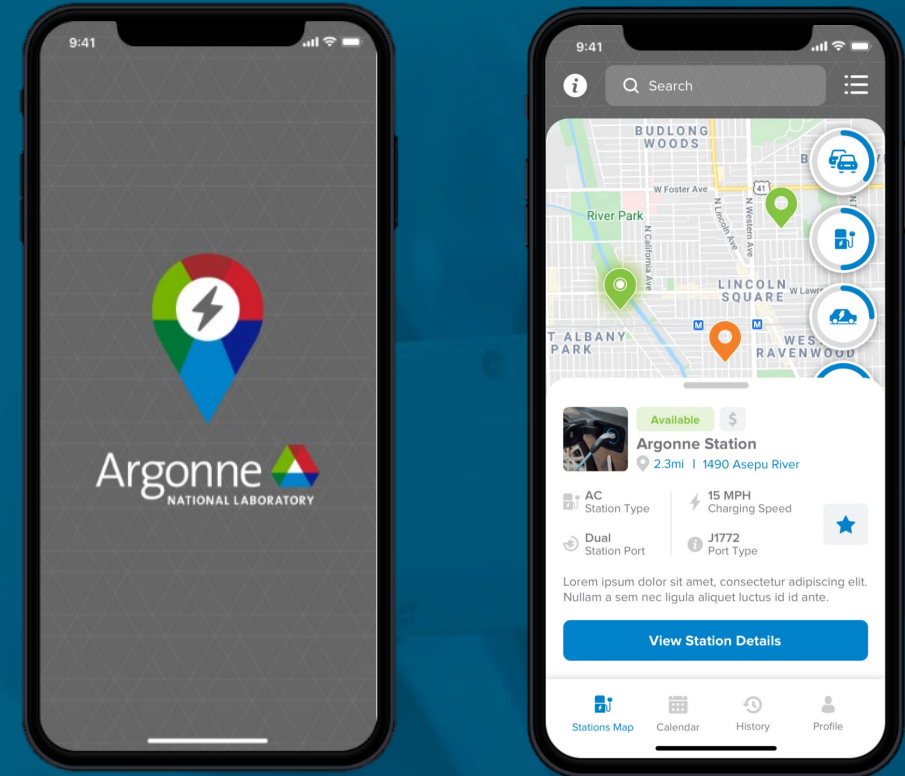 9:41
Argonne
NATIONAL LABORATORY
9:41
Search
BUDLONG
WOODS
W Foster Ave
41
River Park
N Lincoln Ave
N Western Ave
N California Ave
LINCOLN
SQUARE
W Lawr
M
M
T ALBANY
PARK
WES
RAVENWOOD
Available
$
Argonne Station
2.3mi | 1490 Asepu River
AC
Station Type
15 MPH
Charging Speed
Dual
Station Port
J1772
Port Type
Lorem ipsum dolor sit amet, consectetur adipiscing elit.
Nullam a sem nec ligula aliquet luctus id id ante.
View Station Details
Stations Map
Calendar
History
Profile